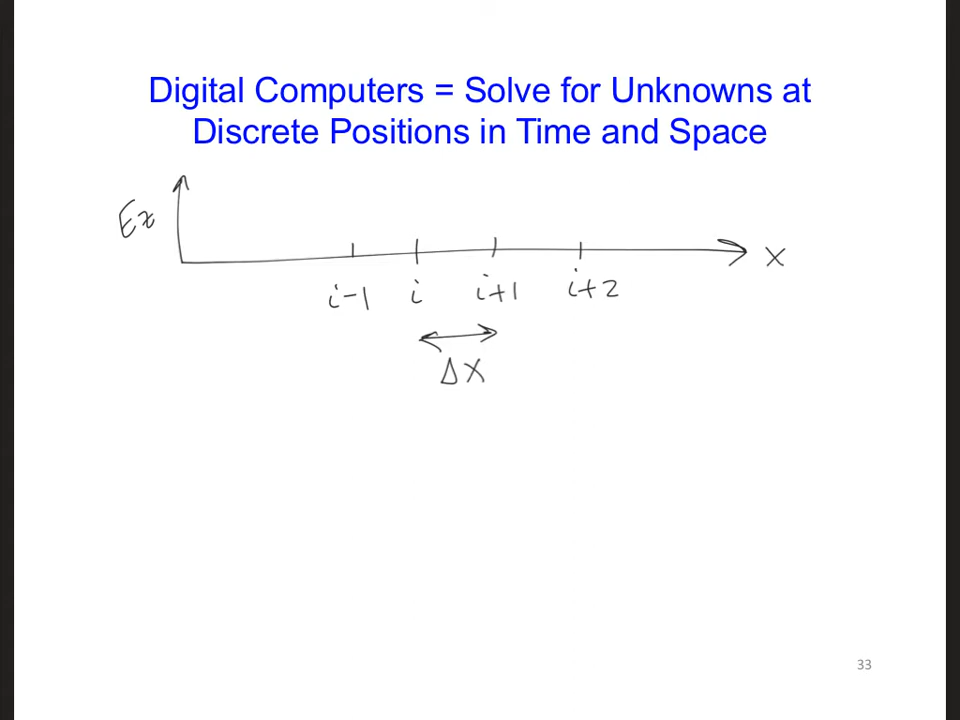 Digital Computers = Solve for Unknowns at
Discrete Positions in Time and Space
Ez
x
i-1 i i+1 i+2
Δx
33